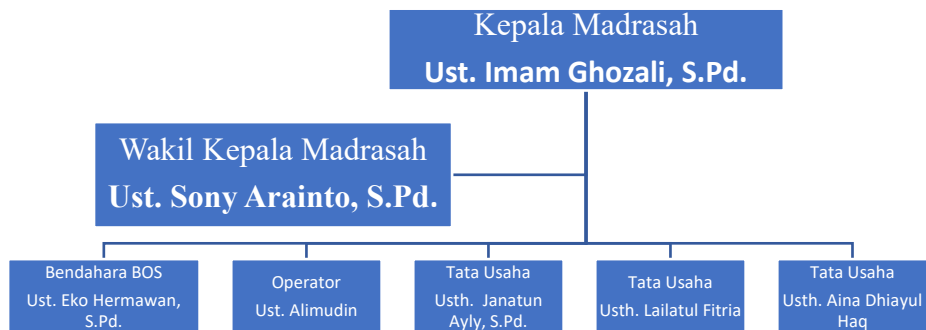 Kepala Madrasah
Ust. Imam Ghozali, S.Pd.
Wakil Kepala Madrasah
Ust. Sony Arainto, S.Pd.
Bendahara BOS
Ust. Eko Hermawan,
S.Pd.
Operator
Ust. Alimudin
Tata Usaha
Usth. Janatun
Ayly, S.Pd.
Tata Usaha
Usth. Lailatul Fitria
Tata Usaha
Usth. Aina Dhiayul
Haq